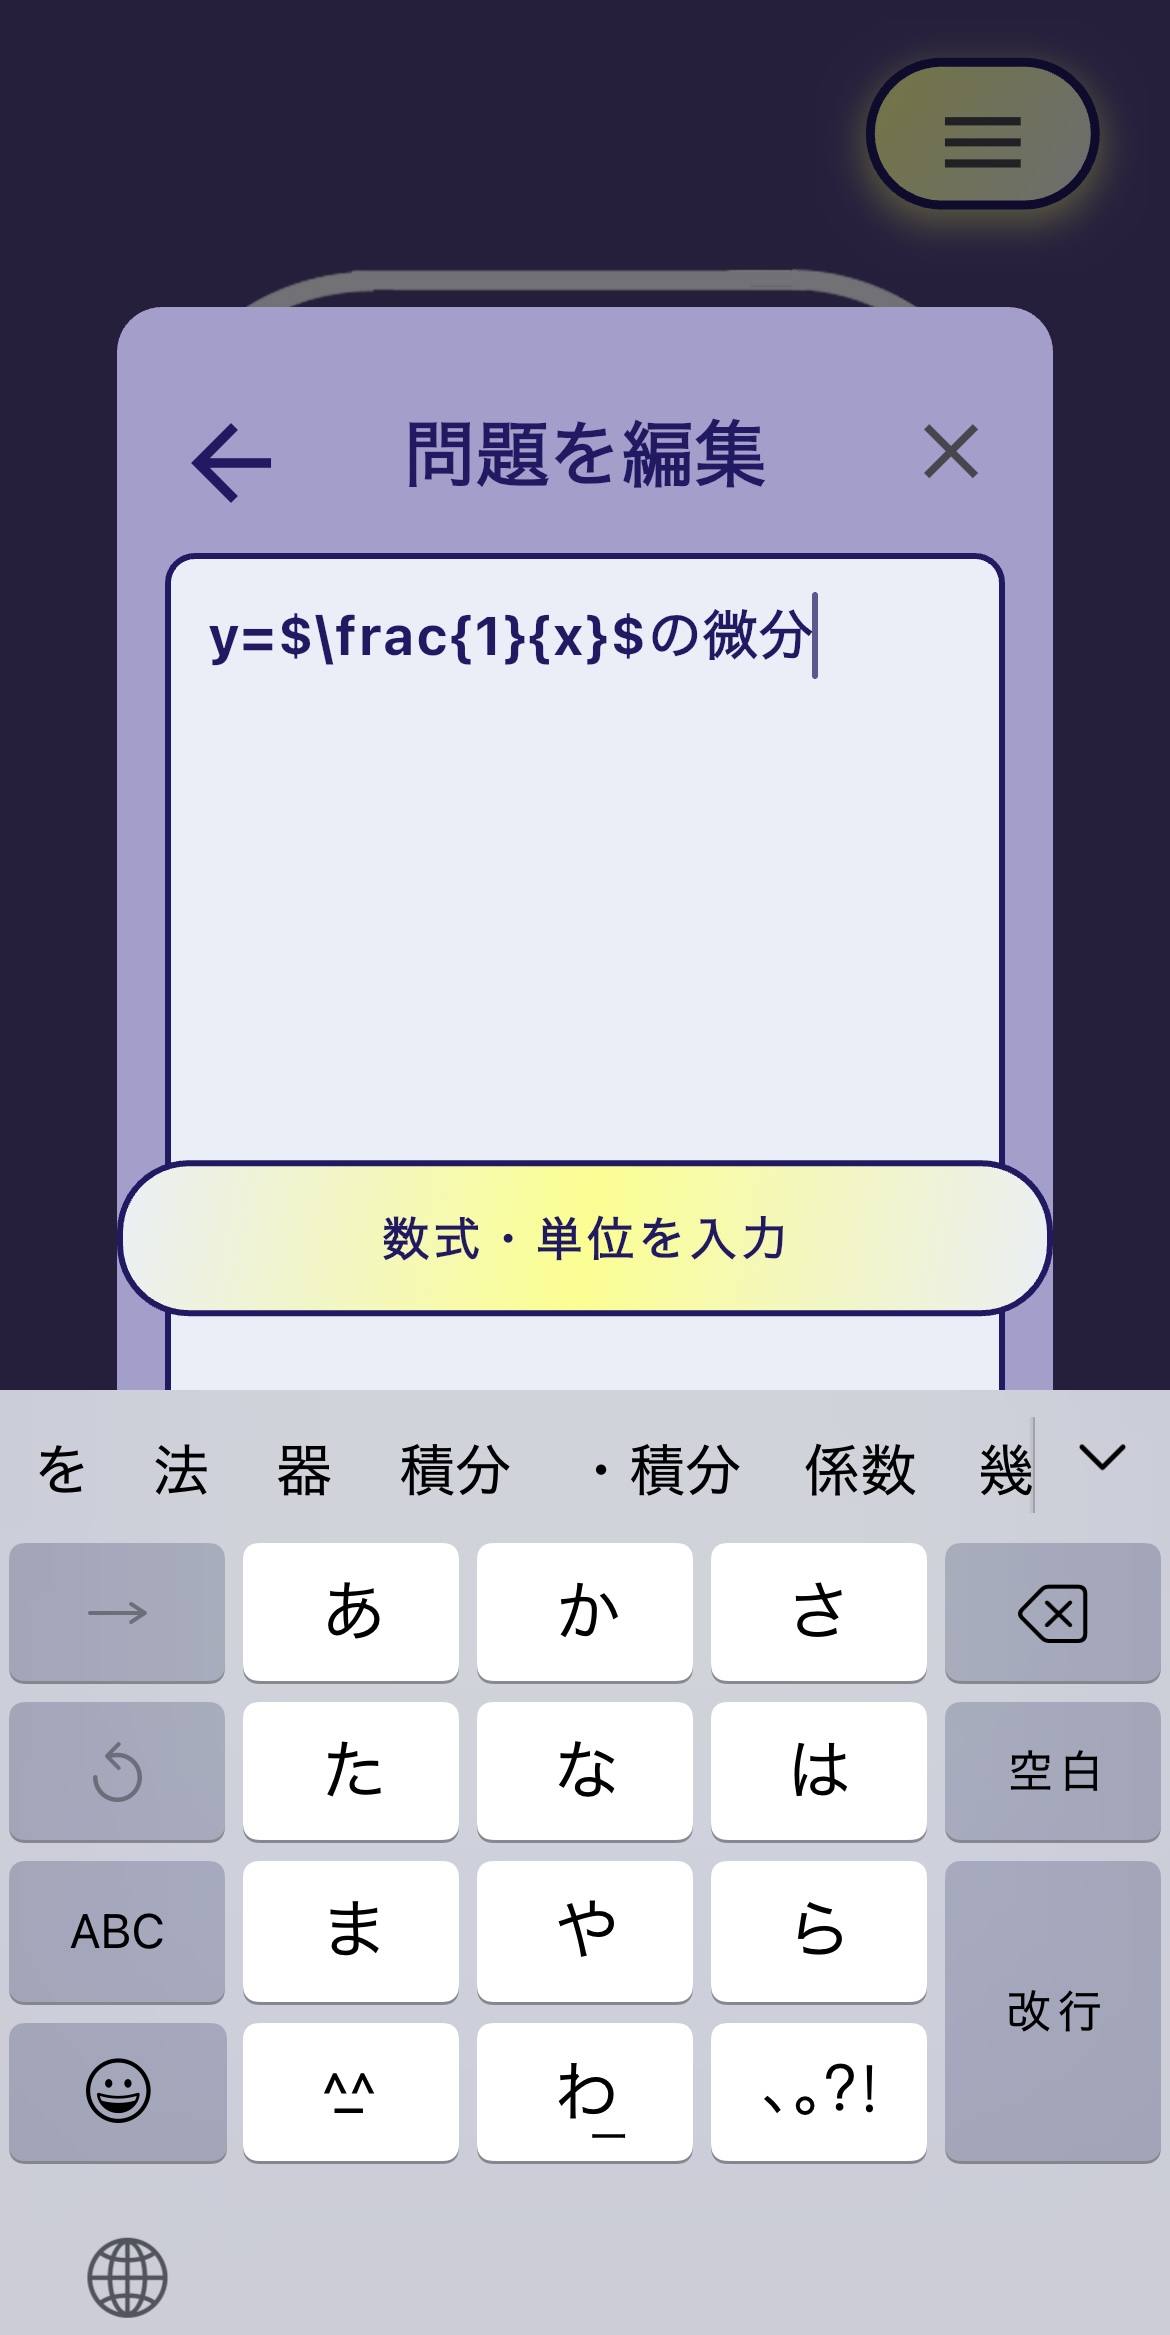 問題を編集
y=$\frac{1}{x}$の微分
数式・単位を入力
を 法 器 積分 ・積分 係数 幾
→ あ か さ
た な は 空白
ABC ま や ら
改行
^_^ わ_ 、。?!